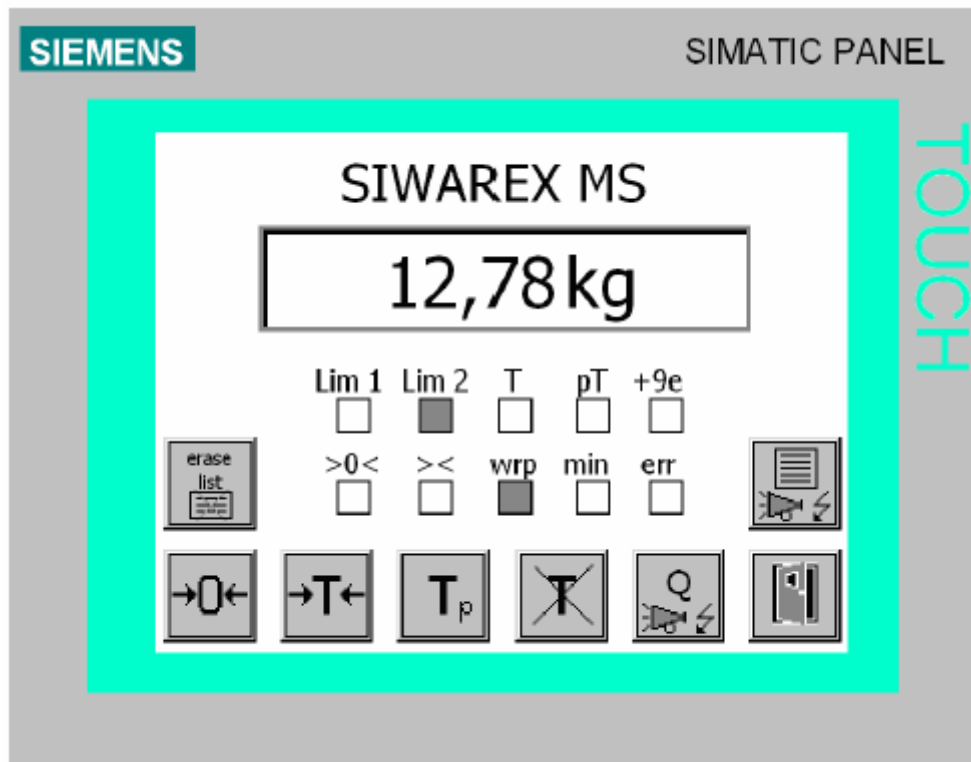 SIEMENS
SIMATIC PANEL
TOUCH
SIWAREX MS
12,78 kg
Lim 1 Lim 2 T pT +9e
erase
list
>0< >< wrp min err
→0← →T← Tp T Q